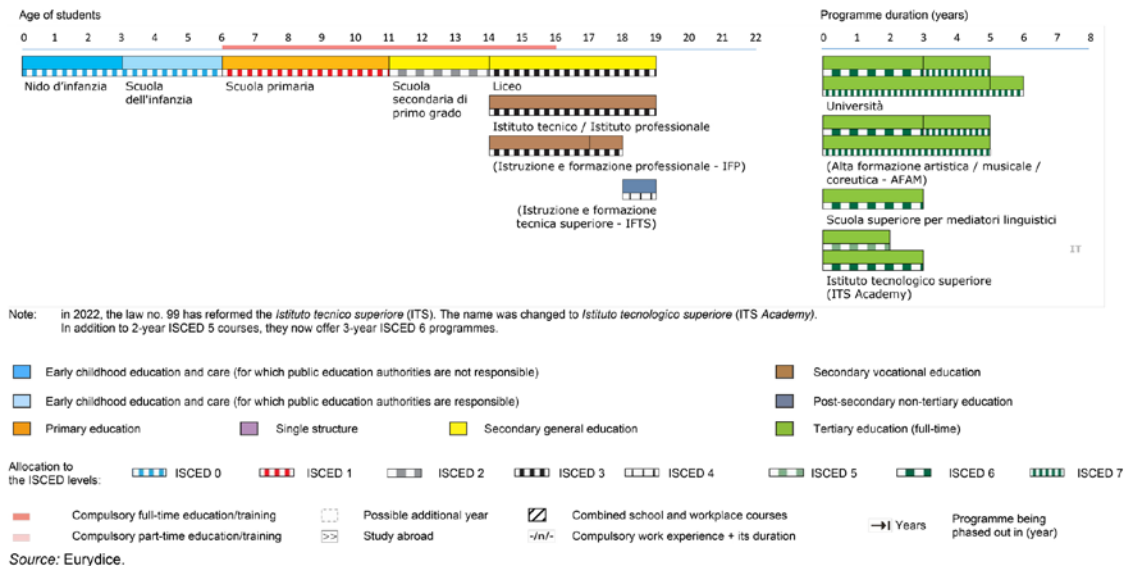 Age of students
Programme duration (years)
0 1 2 3 4 5 6 7 8 9 10 11 12 13 14 15 16 17 18 19 20 21 22
0 1 2 3 4 5 6 7 8
Nido d'infanzia
Scuola
dell'infanzia
Scuola primaria
Scuola
secondaria di
primo grado
Liceo
Istituto tecnico / Istituto professionale
(Istruzione e formazione professionale - IFP)
(Istruzione e formazione
tecnica superiore - IFTS)
Università
(Alta formazione artistica / musicale /
coreutica - AFAM)
Scuola superiore per mediatori linguistici
Istituto tecnologico superiore
(ITS Academy)
IT
Note: in 2022, the law no. 99 has reformed the Istituto tecnico superiore (ITS). The name was changed to Istituto tecnologico superiore (ITS Academy).
In addition to 2-year ISCED 5 courses, they now offer 3-year ISCED 6 programmes.
Early childhood education and care (for which public education authorities are not responsible)
Secondary vocational education
Early childhood education and care (for which public education authorities are responsible)
Post-secondary non-tertiary education
Primary education
Single structure
Secondary general education
Tertiary education (full-time)
Allocation to
the ISCED levels:
ISCED 0
ISCED 1
ISCED 2
ISCED 3
ISCED 4
ISCED 5
ISCED 6
ISCED 7
Compulsory full-time education/training
Possible additional year
Combined school and workplace courses
Years
Programme being
phased out in (year)
Compulsory part-time education/training
>> Study abroad
-/n/- Compulsory work experience + its duration
Source: Eurydice.